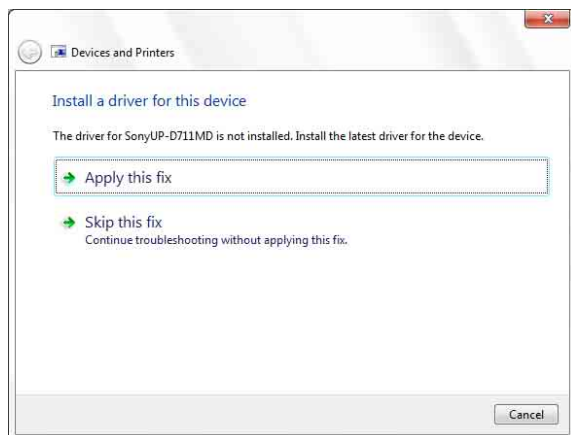 Devices and Printers
Install a driver for this device
The driver for SonyUP-D711MD is not installed. Install the latest driver for the device.
Apply this fix
Skip this fix
Continue troubleshooting without applying this fix.
Cancel